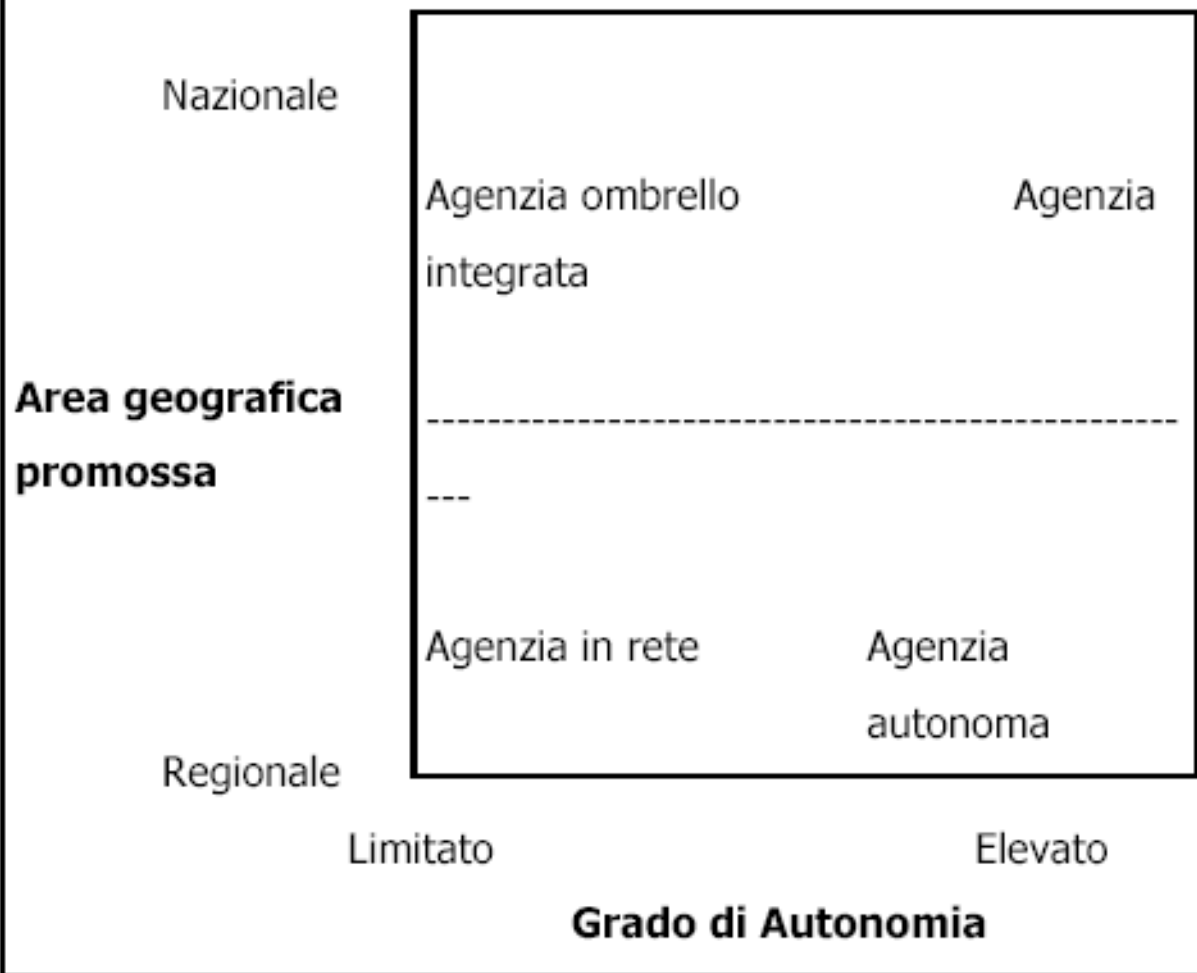 Nazionale
Agenzia ombrello Agenzia
integrata
Area geografica
promossa
--------------------------------------------------
---
Agenzia in rete Agenzia
autonoma
Regionale
Limitato Elevato
Grado di Autonomia